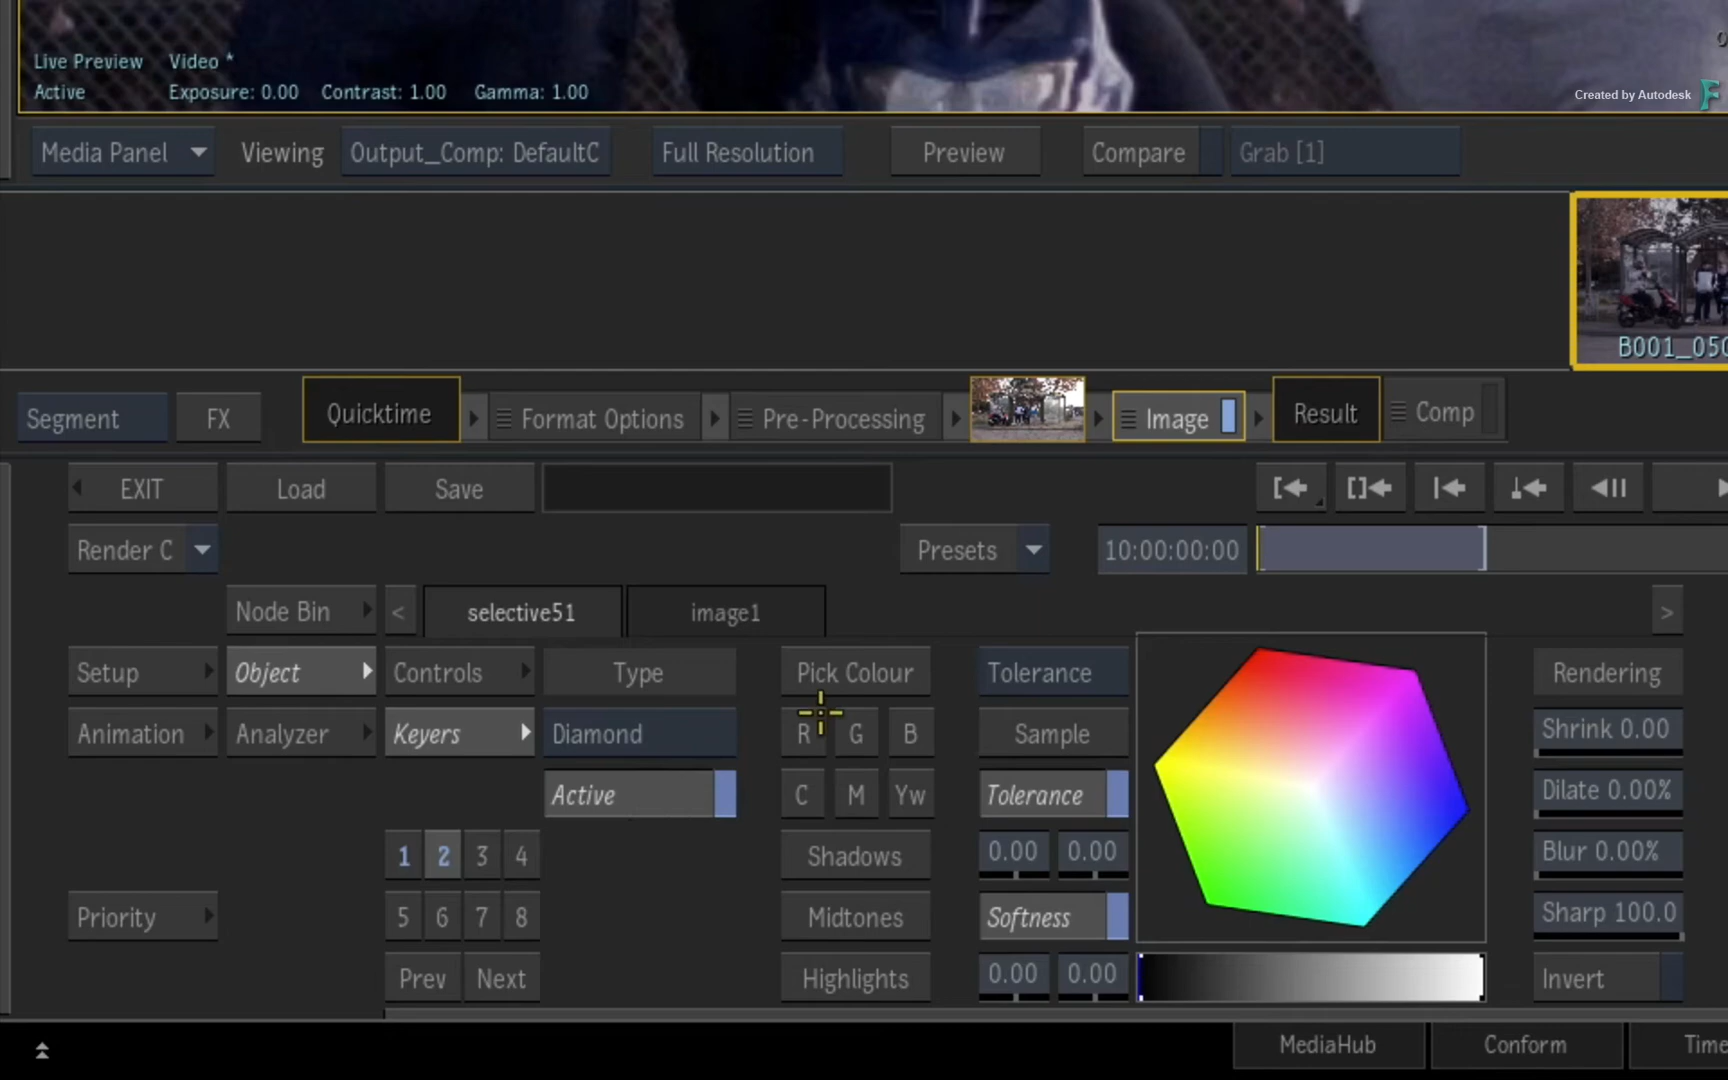 Live Preview Video *
Active Exposure: 0.00 Contrast: 1.00 Gamma: 1.00
Created by Autodesk
Media Panel Viewing Output_Comp: DefaultC Full Resolution Preview Compare Grab [1]
B001_050
Segment FX Quicktime Format Options Pre-Processing Image Result Comp
EXIT Load Save
Render C Presets 10:00:00:00
Node Bin < selective51 image1 >
Setup Object Controls Type Pick Colour Tolerance Rendering
Animation Analyzer Keyers Diamond R G B Sample Shrink 0.00
Active C M Yw Tolerance Dilate 0.00%
1 2 3 4 Shadows 0.00 0.00 Blur 0.00%
Priority 5 6 7 8 Midtones Softness Sharp 100.0
Prev Next Highlights 0.00 0.00 Invert
MediaHub Conform Time